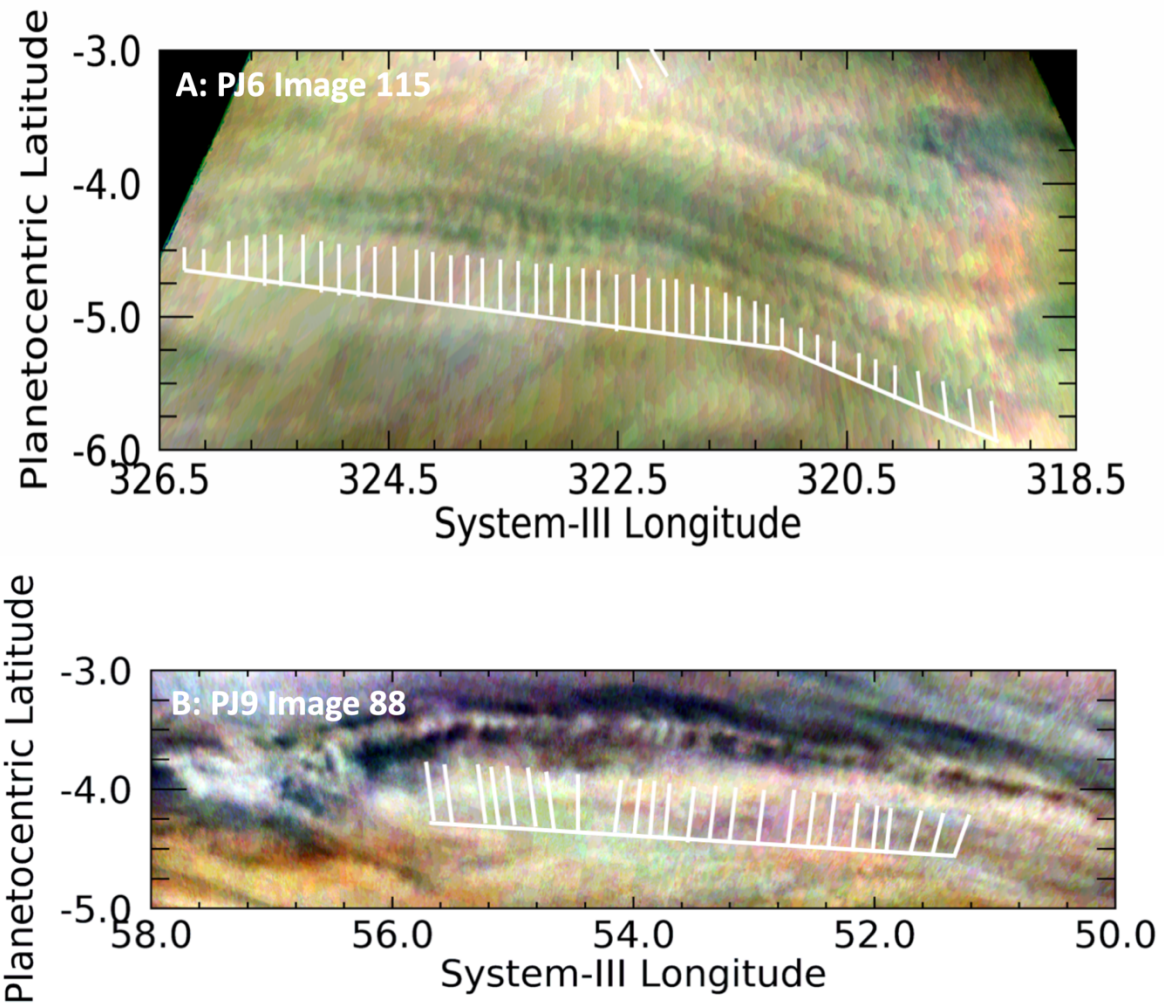 Planetocentric Latitude
-3.0
-4.0
-5.0
-6.0
A: PJ6 Image 115
326.5 324.5 322.5 320.5 318.5
System-III Longitude
Planetocentric Latitude
-3.0
-4.0
-5.0
B: PJ9 Image 88
58.0 56.0 54.0 52.0 50.0
System-III Longitude